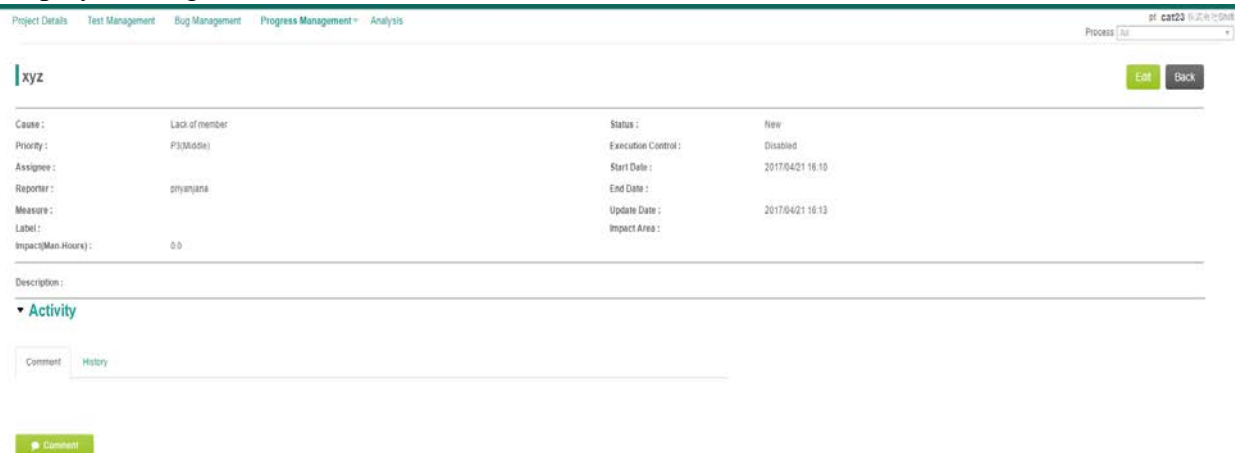 Project Details Test Management Bug Management Progress Management Analysis
pt cat23
Process
xyz
Edit Back
Cause : Lack of member Status : New
Priority : P3(Middle) Execution Control : Disabled
Assignee : Start Date : 2017/04/21 16:10
Reporter : priyanjana End Date :
Measure : Update Date : 2017/04/21 16:13
Label : Impact Area :
Impact(Man-Hours) : 0.0
Description :
Activity
Comment History
Comment